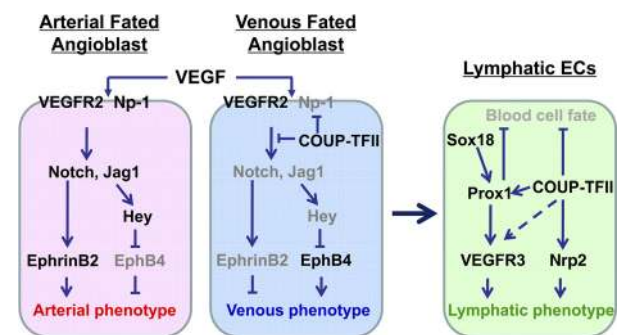 Arterial Fated
Angioblast
Venous Fated
Angioblast
Lymphatic ECs
VEGF
VEGFR2 Np-1
VEGFR2 Np-1
Blood cell fate
COUP-TFII
Sox18
Notch, Jag1
Notch, Jag1
Prox1
COUP-TFII
Hey
Hey
EphrinB2
EphB4
EphrinB2
EphB4
VEGFR3
Nrp2
Arterial phenotype
Venous phenotype
Lymphatic phenotype